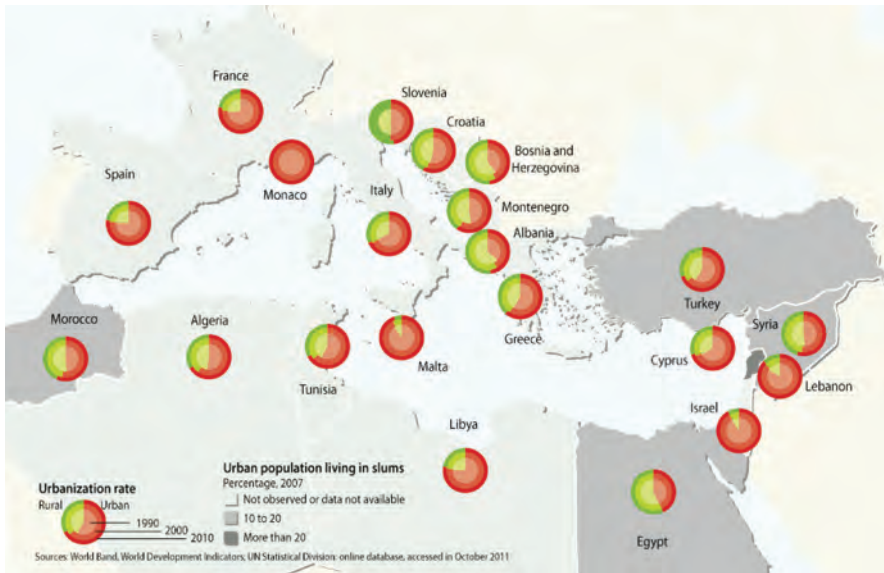 France
Slovenia
Croatia
Bosnia and
Herzegovina
Spain
Monaco
Italy
Montenegro
Albania
Turkey
Morocco
Algeria
Syria
Greece
Cyprus
Tunisia
Malta
Lebanon
Israel
Libya
Egypt
Urbanization rate
Rural Urban
1990
2000
2010
Urban population living in slums
Percentage, 2007
Not observed or data not available
10 to 20
More than 20
Sources: World Band, World Development Indicators; UN Statistical Division: online database, accessed in October 2011